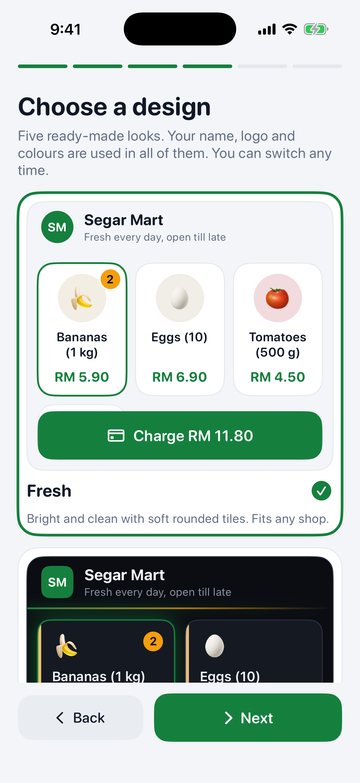 9:41
Choose a design
Five ready-made looks. Your name, logo and
colours are used in all of them. You can switch any
time.
SM
Segar Mart
Fresh every day, open till late
2
Bananas
(1 kg)
RM 5.90
Eggs (10)
RM 6.90
Tomatoes
(500 g)
RM 4.50
Charge RM 11.80
Fresh
Bright and clean with soft rounded tiles. Fits any shop.
SM
Segar Mart
Fresh every day, open till late
2
Bananas (1 kg)
Eggs (10)
Back
Next